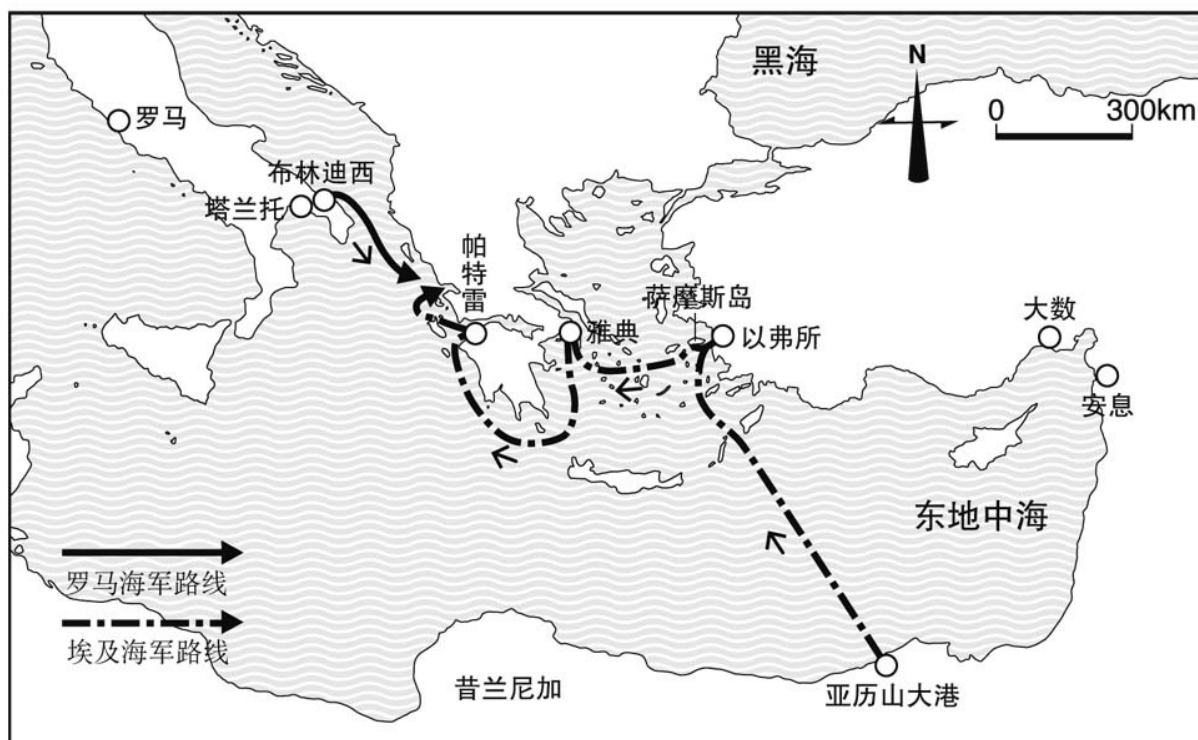 黑海
N
0 300km
罗马
布林迪西
塔兰托
帕特雷
萨摩斯岛
雅典
以弗所
大数
安息
东地中海
罗马海军路线
埃及海军路线
昔兰尼加
亚历山大港